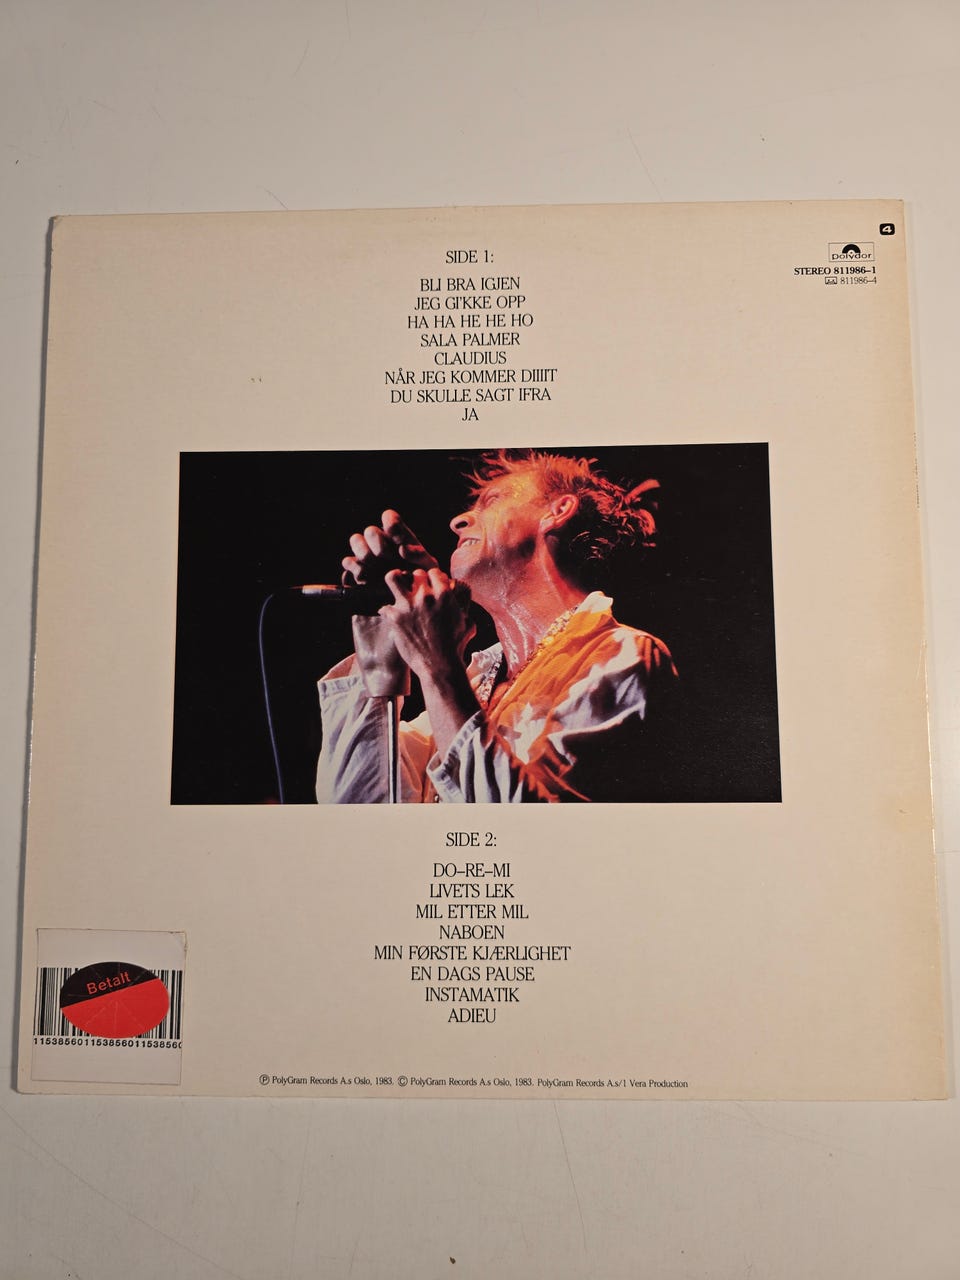 4
polydor
STEREO 811986–1
811986–4
SIDE 1:
BLI BRA IGJEN
JEG GI'KKE OPP
HA HA HE HE HO
SALA PALMER
CLAUDIUS
NÅR JEG KOMMER DIIIIT
DU SKULLE SAGT IFRA
JA
SIDE 2:
DO–RE–MI
LIVETS LEK
MIL ETTER MIL
NABOEN
MIN FØRSTE KJÆRLIGHET
EN DAGS PAUSE
INSTAMATIK
ADIEU
Betalt
115385601153856011538560
Ⓟ PolyGram Records A.s Oslo, 1983. Ⓒ PolyGram Records A.s Oslo, 1983. PolyGram Records A.s/1 Vera Production